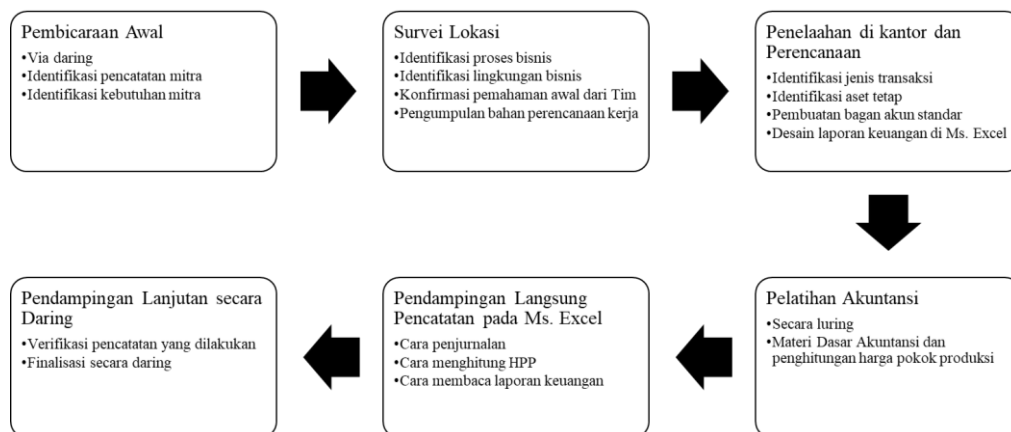 Pembicaraan Awal
•Via daring
•Identifikasi pencatatan mitra
•Identifikasi kebutuhan mitra
Survei Lokasi
•Identifikasi proses bisnis
•Identifikasi lingkungan bisnis
•Konfirmasi pemahaman awal dari Tim
•Pengumpulan bahan perencanaan kerja
Penelaahan di kantor dan
Perencanaan
•Identifikasi jenis transaksi
•Identifikasi aset tetap
•Pembuatan bagan akun standar
•Desain laporan keuangan di Ms. Excel
Pelatihan Akuntansi
•Secara luring
•Materi Dasar Akuntansi dan
penghitungan harga pokok produksi
Pendampingan Langsung
Pencatatan pada Ms. Excel
•Cara penjurnalan
•Cara menghitung HPP
•Cara membaca laporan keuangan
Pendampingan Lanjutan secara
Daring
•Verifikasi pencatatan yang dilakukan
•Finalisasi secara daring